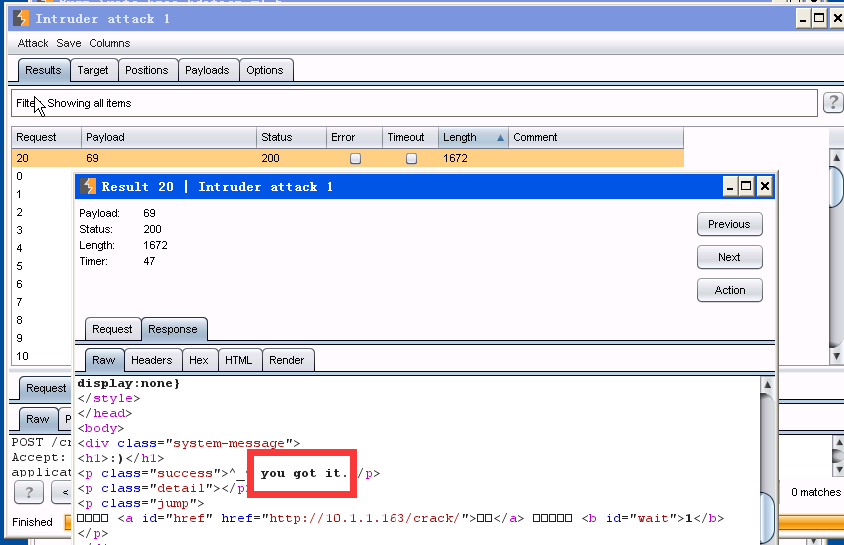 Intruder attack 1
Attack Save Columns
Results Target Positions Payloads Options
Filter: Showing all items
?
Request Payload Status Error Timeout Length Comment
20 69 200 1672
0
1
2
3
4
5
6
7
8
9
10
Result 20 | Intruder attack 1
Payload: 69
Status: 200
Length: 1672
Timer: 47
Previous
Next
Action
Request Response
Raw Headers Hex HTML Render
display:none}
</style>
</head>
<body>
<div class="system-message">
<h1>:)</h1>
<p class="success">^_ you got it. /p>
<p class="detail"></p
<p class="jump">
□□□□ <a id="href" href="http://10.1.1.163/crack/">□□</a> □□□□□ <b id="wait">1</b>
</p>
Request
Raw P
POST /cr
Accept:
applicat
? <
0 matches
Finished